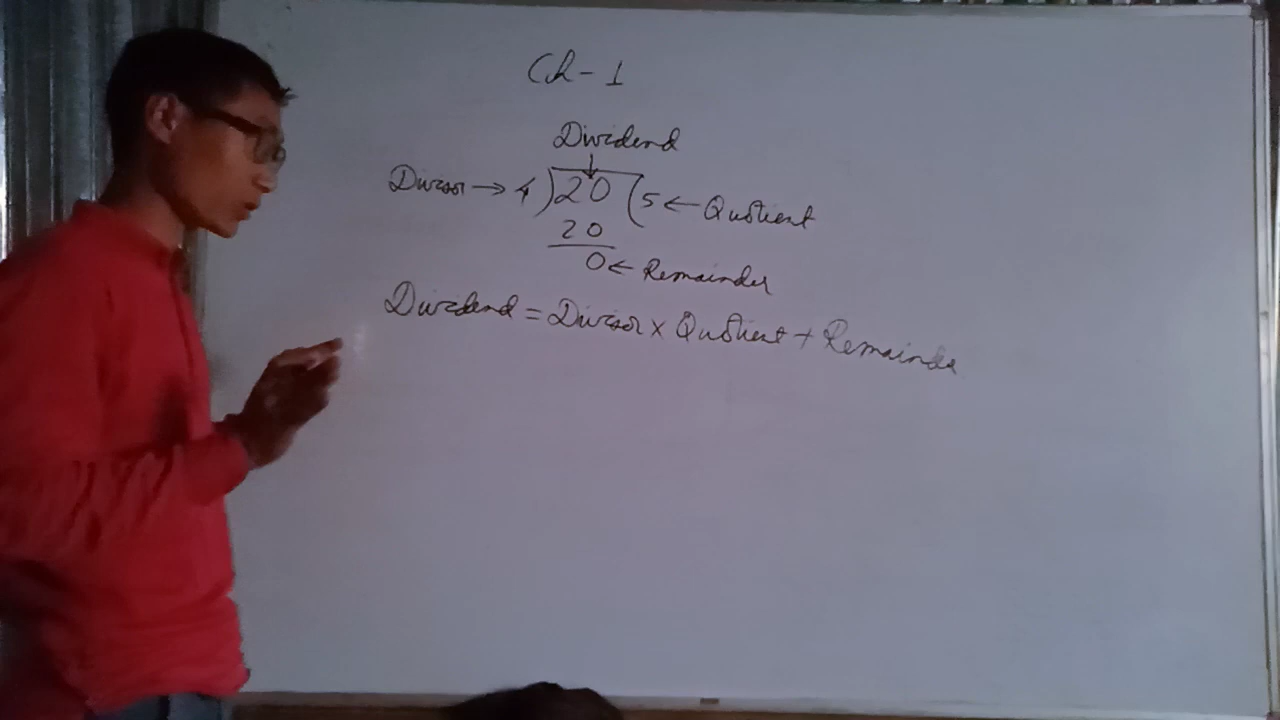 Ch-1
Dividend
↓
Divisor → 4)20(5 ← Quotient
20
0 ← Remainder
Dividend = Divisor x Quotient + Remainder